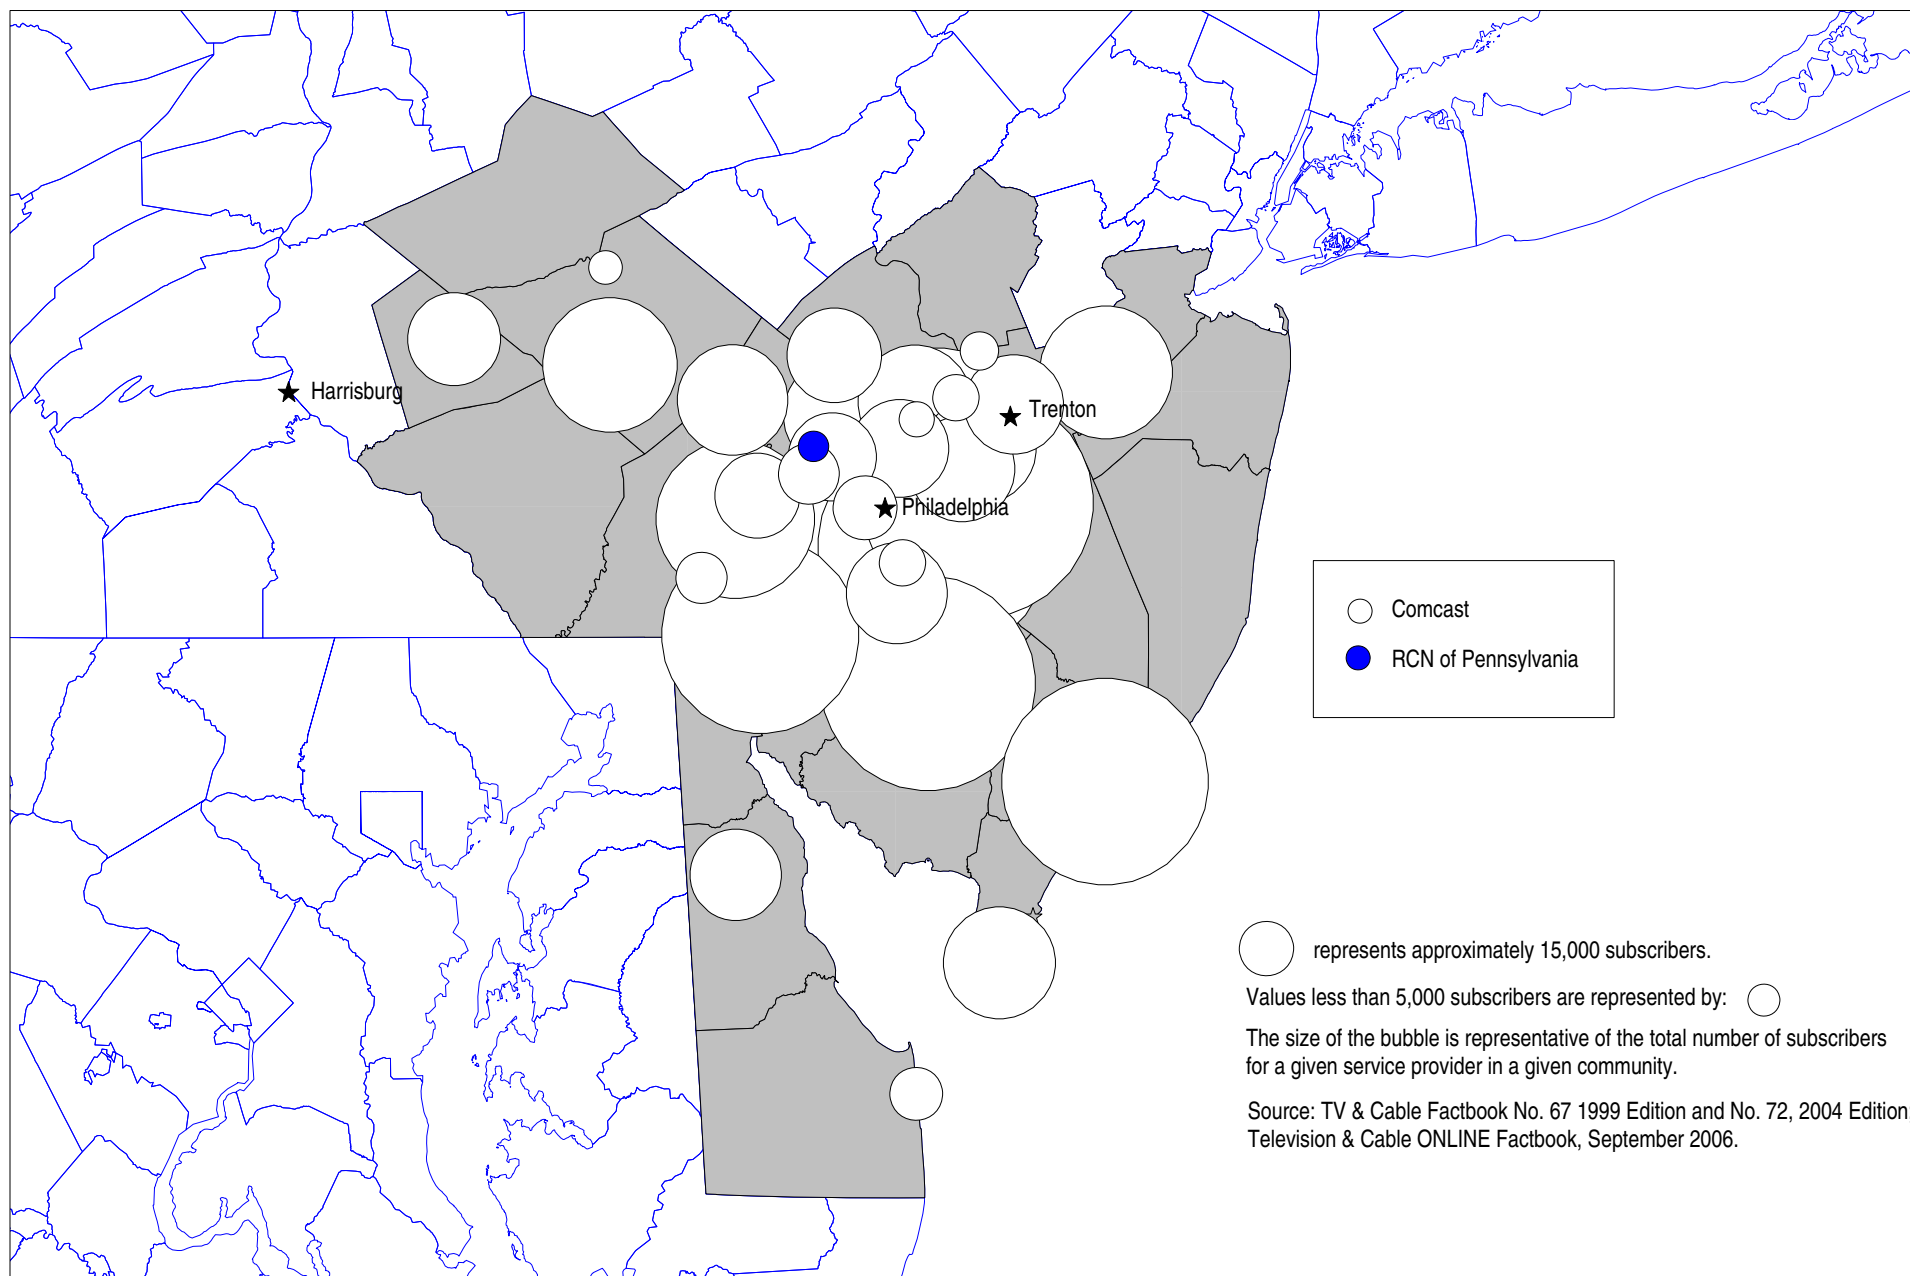 Harrisburg
Trenton
Philadelphia
Comcast
RCN of Pennsylvania
represents approximately 15,000 subscribers.
Values less than 5,000 subscribers are represented by:
The size of the bubble is representative of the total number of subscribers
for a given service provider in a given community.
Source: TV & Cable Factbook No. 67 1999 Edition and No. 72, 2004 Edition;
Television & Cable ONLINE Factbook, September 2006.